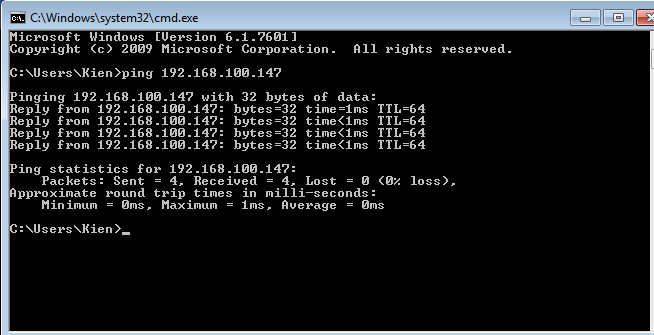 C:\Windows\system32\cmd.exe
Microsoft Windows [Version 6.1.7601]
Copyright (c) 2009 Microsoft Corporation.  All rights reserved.
C:\Users\Kien>ping 192.168.100.147
Pinging 192.168.100.147 with 32 bytes of data:
Reply from 192.168.100.147: bytes=32 time=1ms TTL=64
Reply from 192.168.100.147: bytes=32 time<1ms TTL=64
Reply from 192.168.100.147: bytes=32 time<1ms TTL=64
Reply from 192.168.100.147: bytes=32 time<1ms TTL=64
Ping statistics for 192.168.100.147:
    Packets: Sent = 4, Received = 4, Lost = 0 (0% loss),
Approximate round trip times in milli-seconds:
    Minimum = 0ms, Maximum = 1ms, Average = 0ms
C:\Users\Kien>_